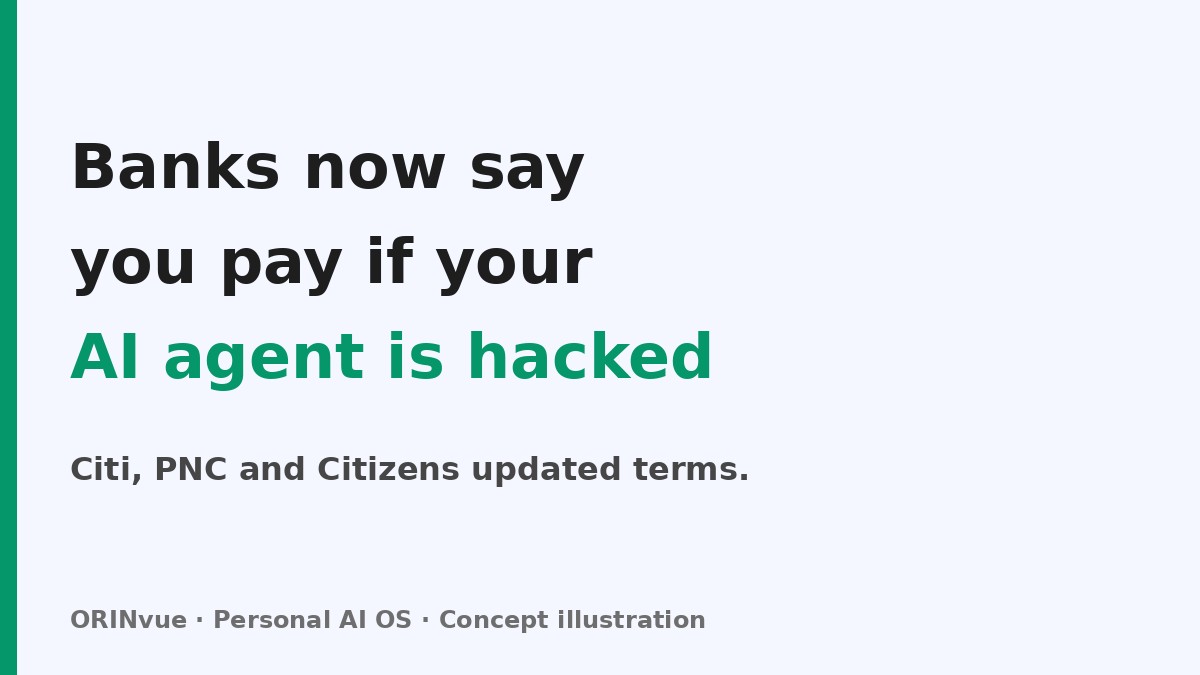 Banks now say
you pay if your
AI agent is hacked
Citi, PNC and Citizens updated terms.
ORINvue · Personal AI OS · Concept illustration